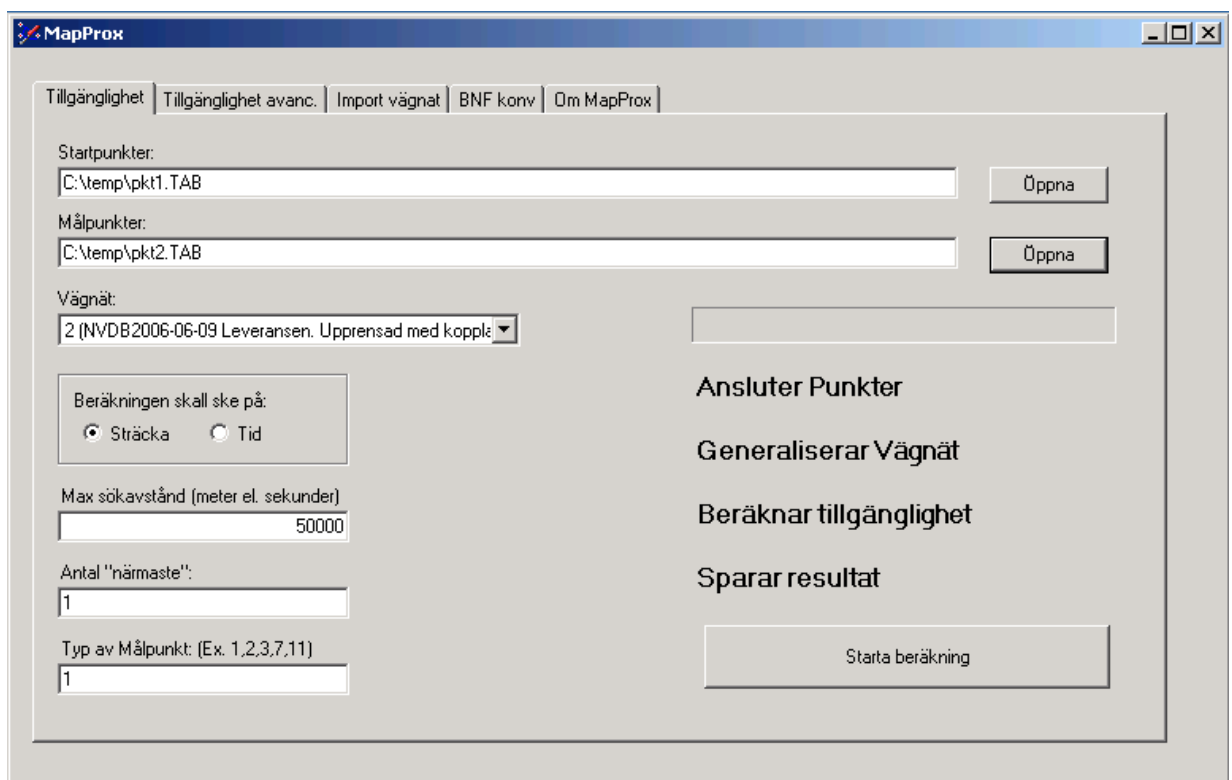 MapProx
Tillgänglighet Tillgänglighet avanc. Import vägnat BNF konv Om MapProx
Startpunkter:
C:\temp\pkt1.TAB Öppna
Målpunkter:
C:\temp\pkt2.TAB Öppna
Vägnät:
2 (NVDB2006-06-09 Leveransen. Upprensad med
Beräkningen skall ske på:
Sträcka Tid
Max sökavstånd (meter el. sekunder)
50000
Antal "närmaste":
1
Typ av Målpunkt: (Ex. 1,2,3,7,11)
1
Ansluter Punkter
Generaliserar Vägnät
Beräknar tillgänglighet
Sparar resultat
Starta beräkning